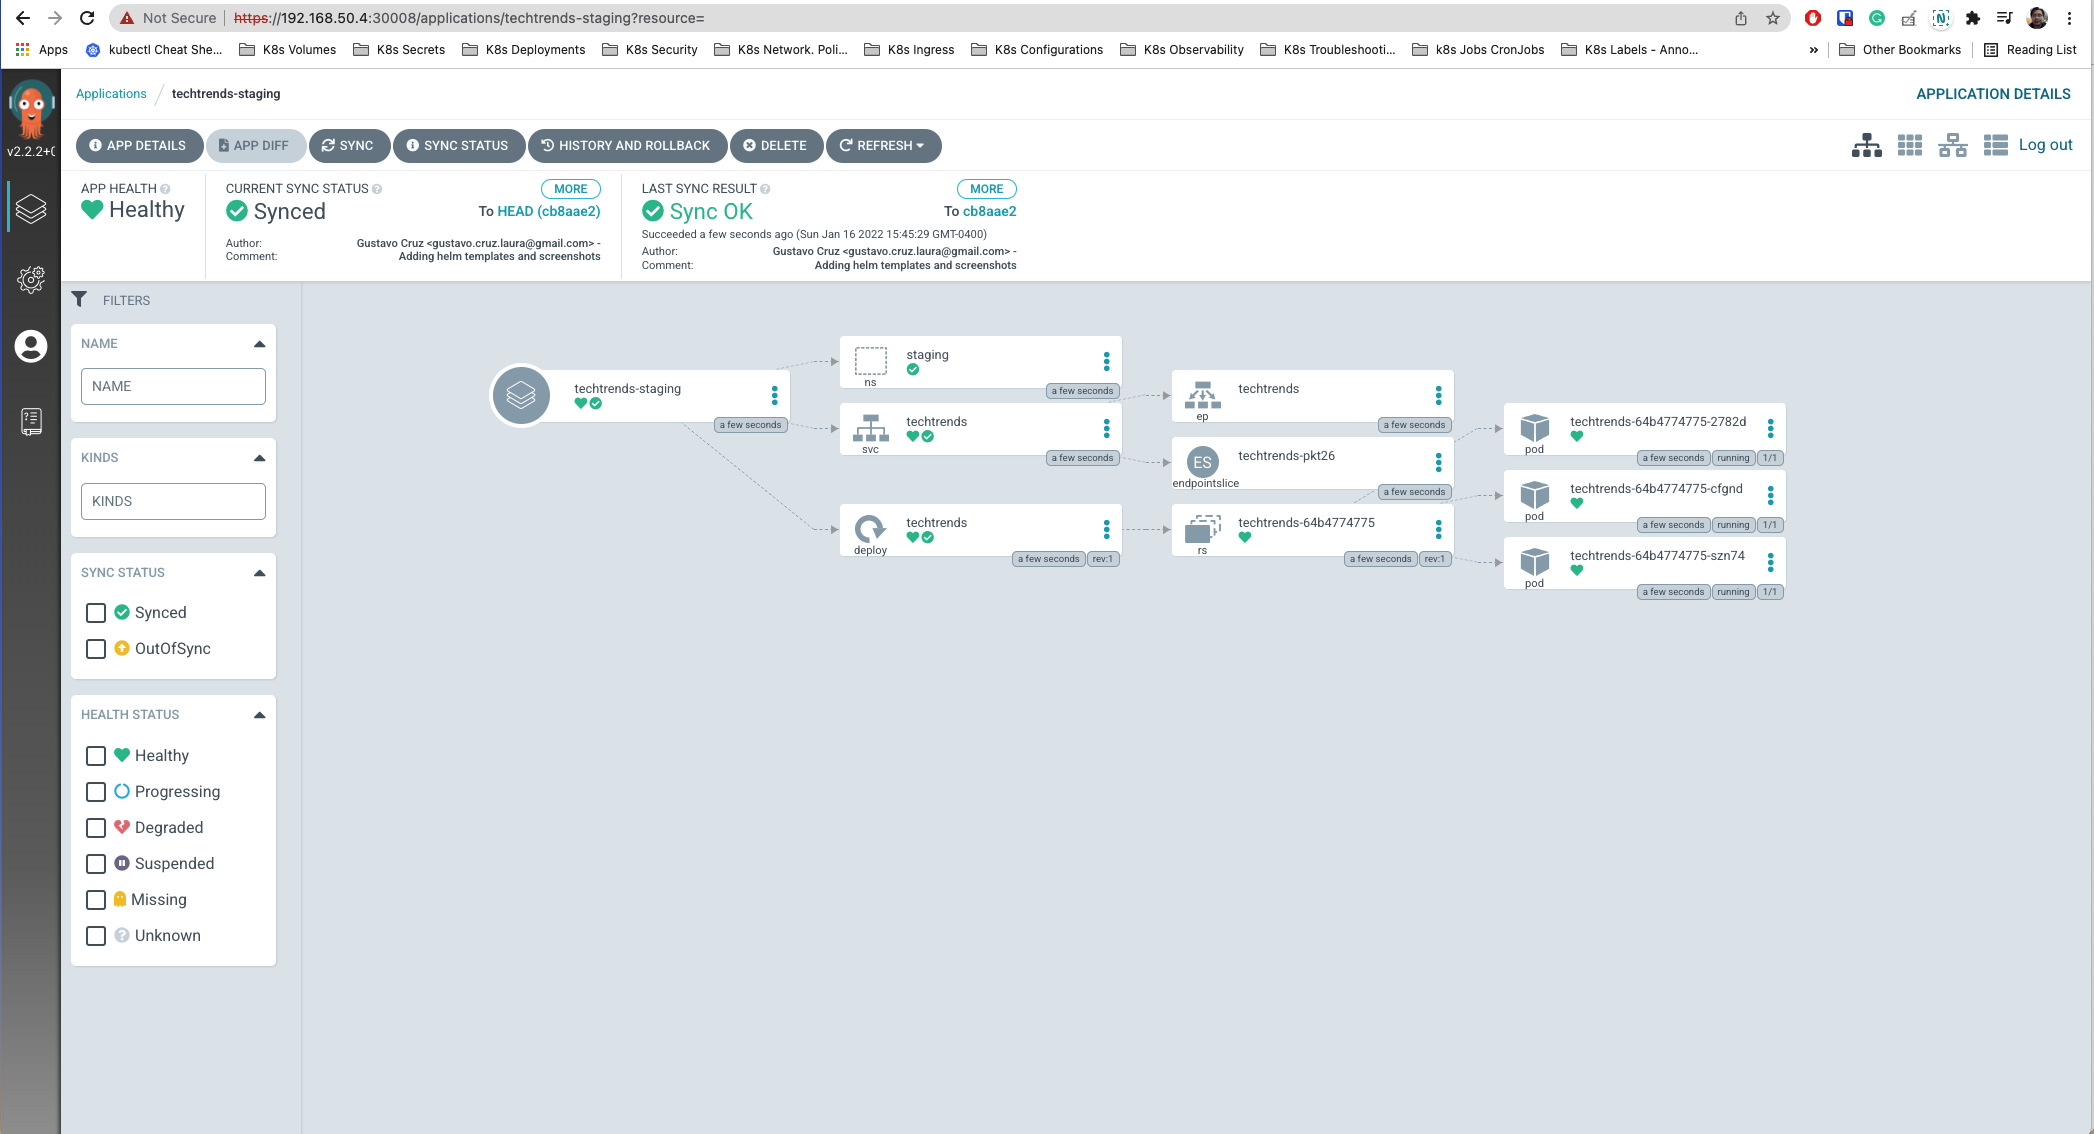 Not Secure https://192.168.50.4:30008/applications/techtrends-staging?resource=
Apps kubectl Cheat She... K8s Volumes K8s Secrets K8s Deployments K8s Security K8s Network. Poli... K8s Ingress K8s Configurations K8s Observability K8s Troubleshooti... k8s Jobs CronJobs K8s Labels - Anno... » Other Bookmarks Reading List
Applications / techtrends-staging APPLICATION DETAILS
v2.2.2+
APP DETAILS APP DIFF SYNC SYNC STATUS HISTORY AND ROLLBACK DELETE REFRESH Log out
APP HEALTH
Healthy
CURRENT SYNC STATUS MORE
Synced To HEAD (cb8aae2)
Author: Gustavo Cruz <gustavo.cruz.laura@gmail.com> -
Comment: Adding helm templates and screenshots
LAST SYNC RESULT MORE
Sync OK To cb8aae2
Succeeded a few seconds ago (Sun Jan 16 2022 15:45:29 GMT-0400)
Author: Gustavo Cruz <gustavo.cruz.laura@gmail.com> -
Comment: Adding helm templates and screenshots
FILTERS
NAME
NAME
KINDS
KINDS
SYNC STATUS
Synced
OutOfSync
HEALTH STATUS
Healthy
Progressing
Degraded
Suspended
Missing
Unknown
techtrends-staging
a few seconds
staging
ns
a few seconds
techtrends
svc
a few seconds
techtrends
deploy
a few seconds rev:1
techtrends
ep
a few seconds
ES
techtrends-pkt26
endpointslice
a few seconds
techtrends-64b4774775
rs
a few seconds rev:1
techtrends-64b4774775-2782d
pod
a few seconds running 1/1
techtrends-64b4774775-cfgnd
pod
a few seconds running 1/1
techtrends-64b4774775-szn74
pod
a few seconds running 1/1